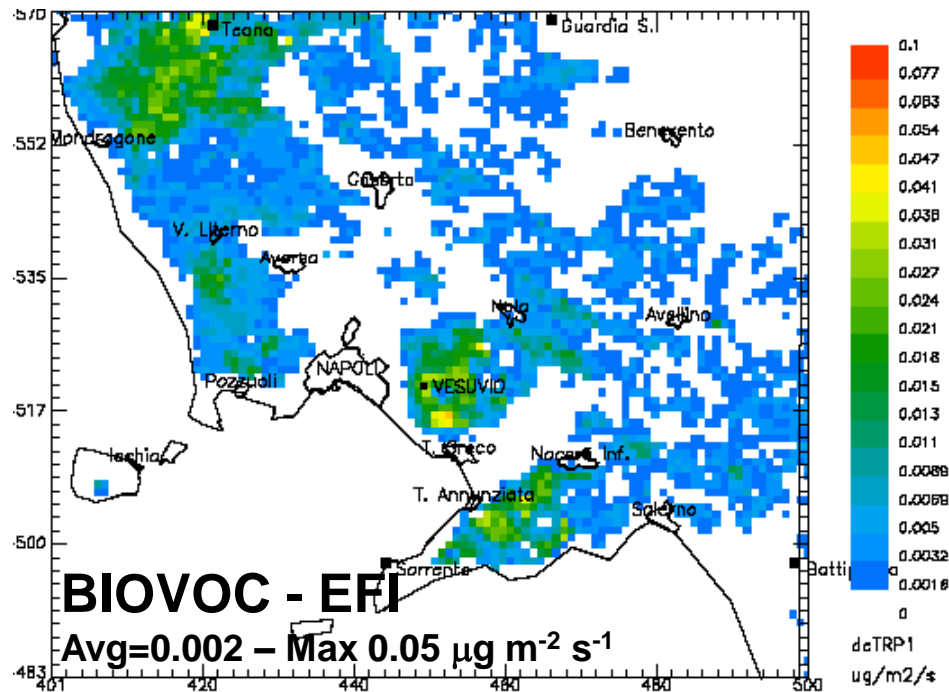 .570
Teana
Guardia S.I
Mondragone
.552
Benevento
Caserta
V. Literno
Aversa
.535
Nola
Avellino
NAPOLI
Pozzuoli
VESUVIO
.517
T. Greco
Ischia
Nocera Inf.
T. Annunziata
Salerno
.500
Sorrento
BIOVOC - EFI
Avg=0.002 – Max 0.05 µg m-2 s-1
.483
401
420
440
460
480
500
0.1
0.077
0.063
0.054
0.047
0.041
0.036
0.031
0.027
0.024
0.021
0.018
0.015
0.013
0.011
0.0089
0.0069
0.005
0.0032
0.0016
0
deTRP1
ug/m2/s